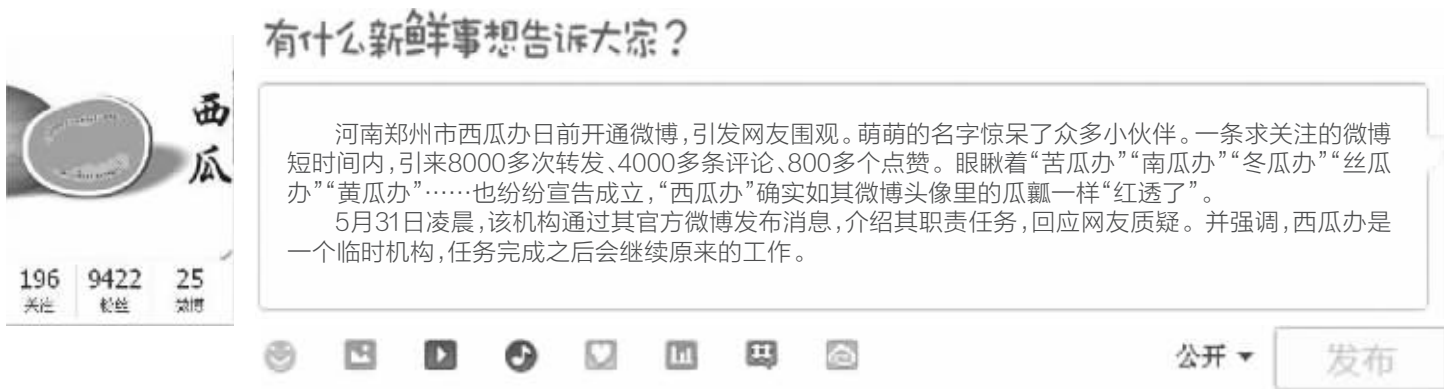 有什么新鲜事想告诉大家？
西
瓜
河南郑州市西瓜办日前开通微博，引发网友围观。萌萌的名字惊呆了众多小伙伴。一条求关注的微博
短时间内，引来8000多次转发、4000多条评论、800多个点赞。眼瞅着“苦瓜办”“南瓜办”“冬瓜办”“丝瓜
办”“黄瓜办”……也纷纷宣告成立，“西瓜办”确实如其微博头像里的瓜瓤一样“红透了”。
5月31日凌晨，该机构通过其官方微博发布消息，介绍其职责任务，回应网友质疑。并强调，西瓜办是
一个临时机构，任务完成之后会继续原来的工作。
196 9422 25
关注 粉丝 微博
公开 发布